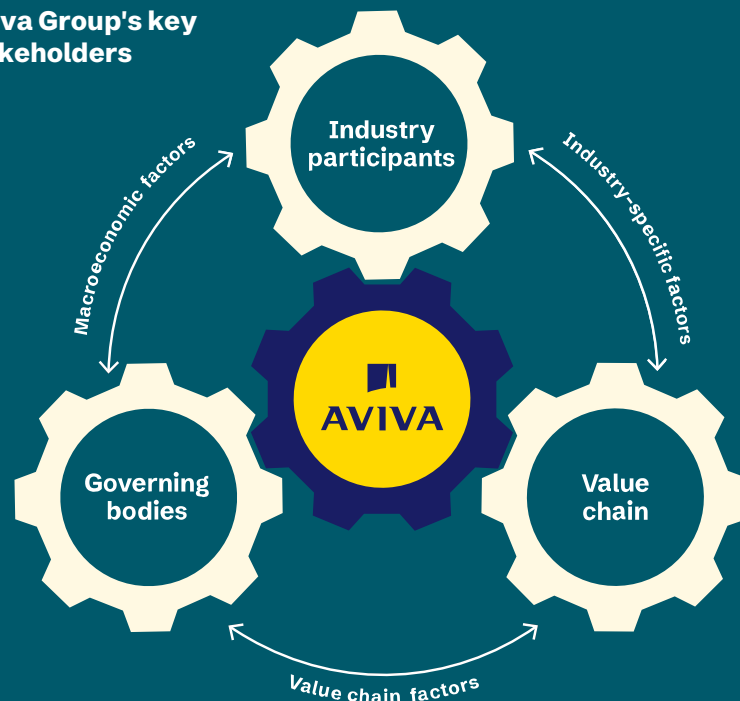 va Group's key
keholders
Industry
participants
Macroeconomic factors
Industry-specific factors
AVIVA
Governing
bodies
Value
chain
Value chain factors